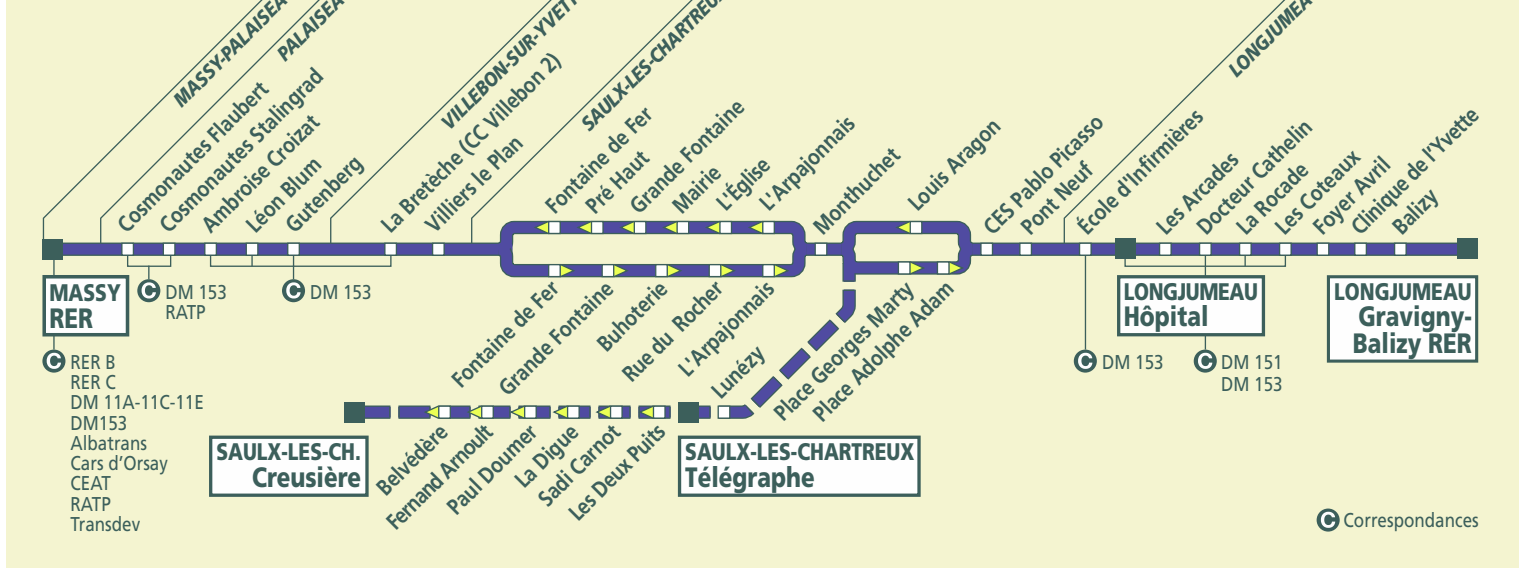 MASSY-PALAISEA
PALAISEA
VILLEBON-SUR-YVETT
SAULX-LES-CHARTREUX
LONGJUMEA
Cosmonautes Flaubert
Cosmonautes Stalingrad
Ambroise Croizat
Léon Blum
Gutenberg
La Bretèche (CC Villebon 2)
Villiers le Plan
Fontaine de Fer
Pré Haut
Grande Fontaine
Mairie
L'Église
L'Arpajonnais
Monthuchet
Louis Aragon
CES Pablo Picasso
Pont Neuf
École d'Infirmières
Les Arcades
Docteur Cathelin
La Rocade
Les Coteaux
Foyer Avril
Clinique de l'Yvette
Balizy
MASSY
RER
C DM 153
RATP
C DM 153
Fontaine de Fer
Grande Fontaine
Buhoterie
Rue du Rocher
L'Arpajonnais
Lunézy
Place Georges Marty
Place Adolphe Adam
LONGJUMEAU
Hôpital
LONGJUMEAU
Gravigny-
Balizy RER
C RER B
RER C
DM 11A-11C-11E
DM153
Albatrans
Cars d'Orsay
CEAT
RATP
Transdev
C DM 153
C DM 151
DM 153
SAULX-LES-CH.
Creusière
Belvédère
Fernand Arnoult
Paul Doumer
La Digue
Sadi Carnot
Les Deux Puits
SAULX-LES-CHARTREUX
Télégraphe
C Correspondances